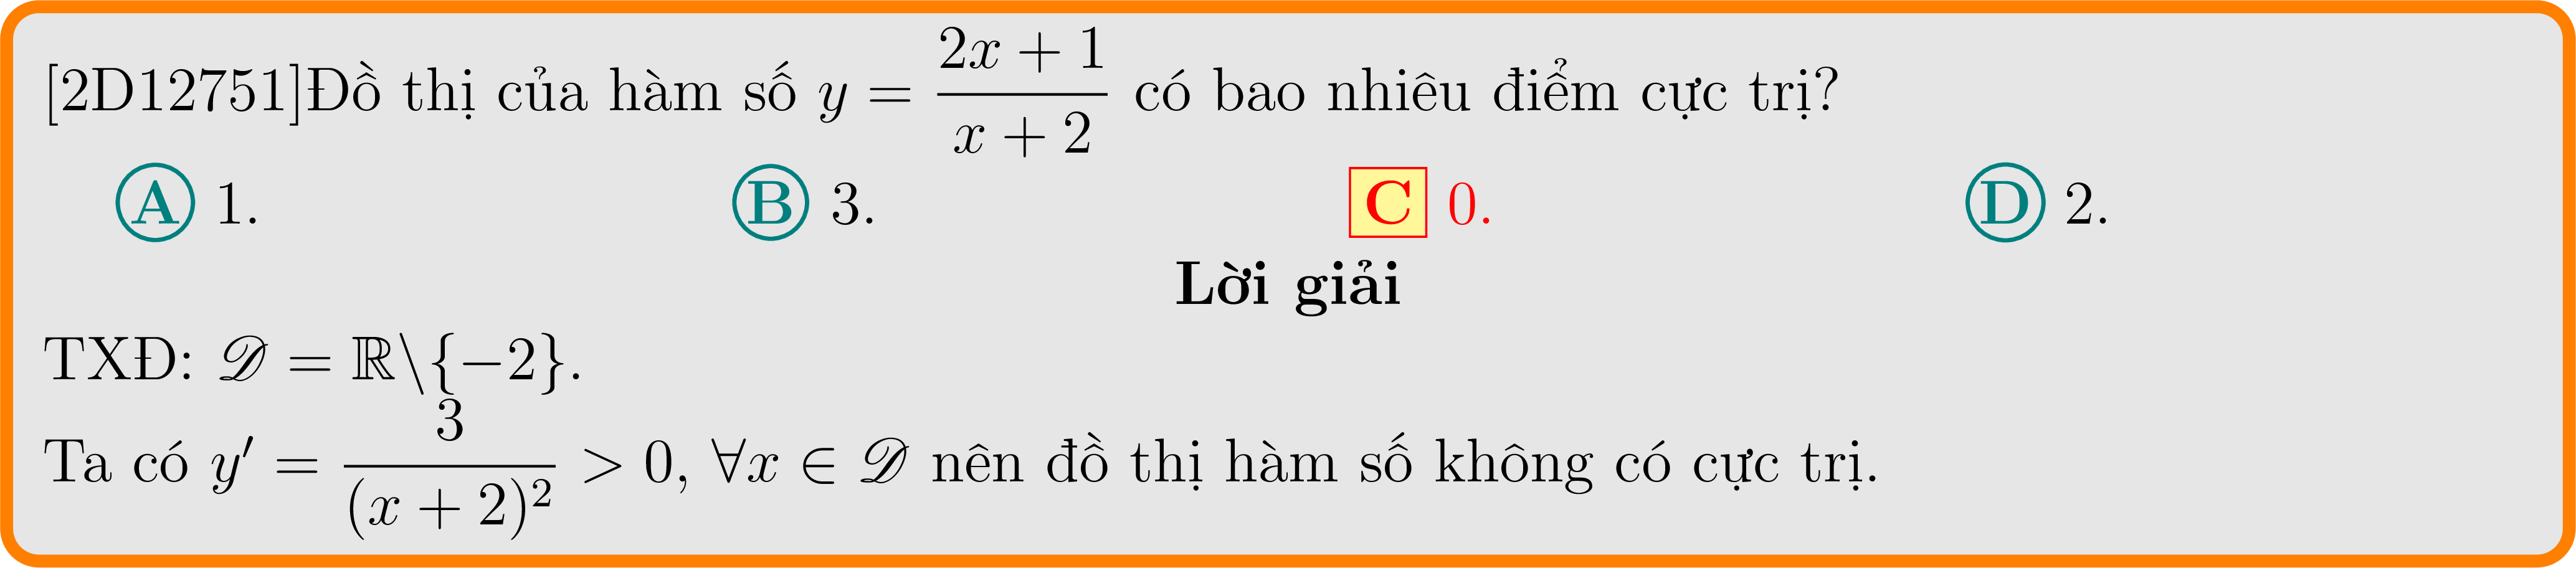 [2D12751]Đồ thị của hàm số $y = \dfrac{2x+1}{x+2}$ có bao nhiêu điểm cực trị?
A 1. B 3. C 0. D 2.
Lời giải
TXĐ: $\mathscr{D} = \mathbb{R} \backslash \{-2\}$.
Ta có $y' = \dfrac{3}{(x+2)^2} > 0, \forall x \in \mathscr{D}$ nên đồ thị hàm số không có cực trị.